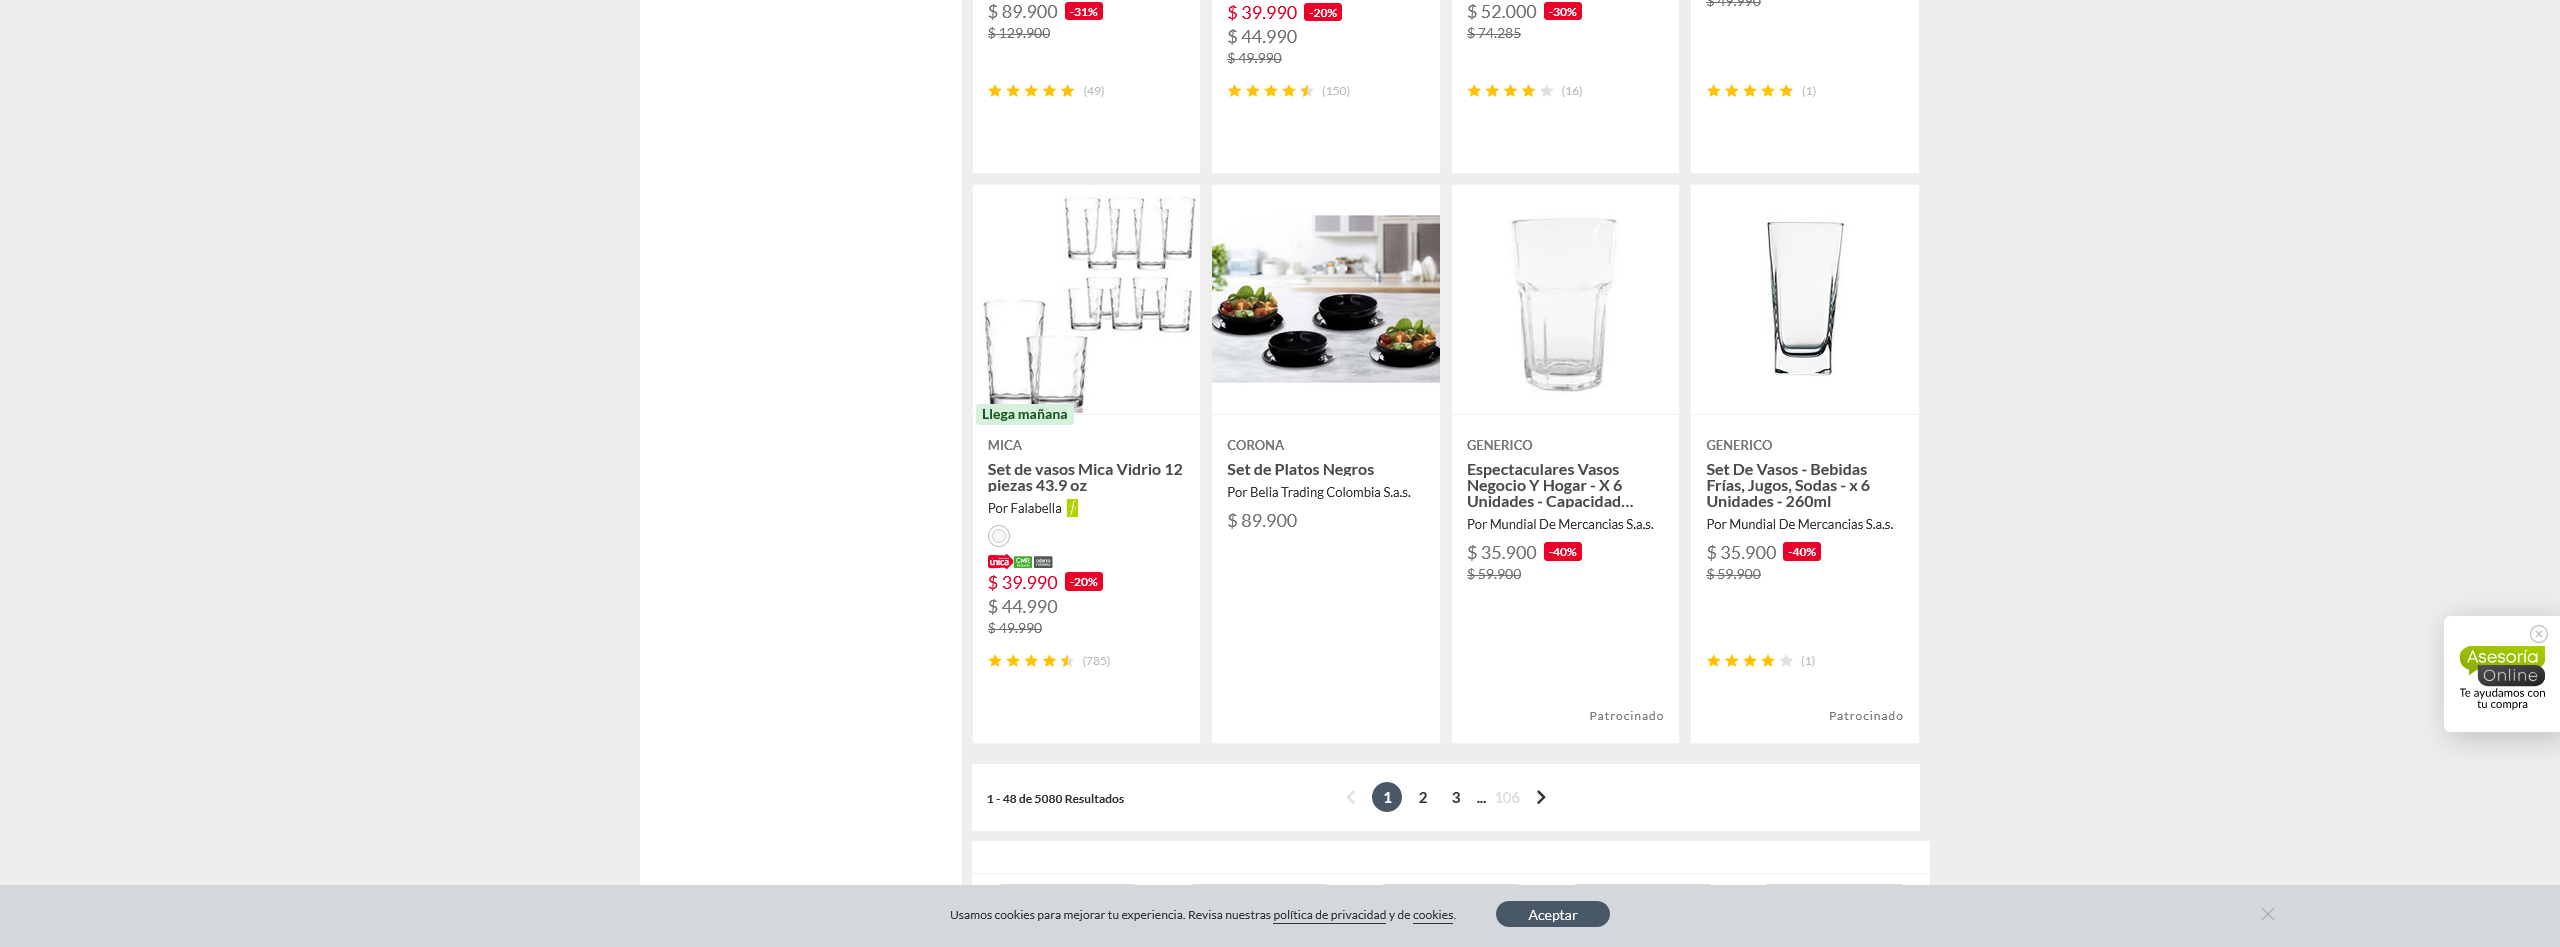 $ 89.900 -31%
$ 129.900
(49)
$ 39.990 -20%
$ 44.990
$ 49.990
(150)
$ 52.000 -30%
$ 74.285
(16)
$ 49.990
(1)
Llega mañana
MICA
Set de vasos Mica Vidrio 12
piezas 43.9 oz
Por Falabella
única CMR
$ 39.990 -20%
$ 44.990
$ 49.990
(785)
CORONA
Set de Platos Negros
Por Belia Trading Colombia S.a.s.
$ 89.900
GENERICO
Espectaculares Vasos
Negocio Y Hogar - X 6
Unidades - Capacidad...
Por Mundial De Mercancias S.a.s.
$ 35.900 -40%
$ 59.900
Patrocinado
GENERICO
Set De Vasos - Bebidas
Frías, Jugos, Sodas - x 6
Unidades - 260ml
Por Mundial De Mercancias S.a.s.
$ 35.900 -40%
$ 59.900
(1)
Patrocinado
Asesoría
Online
Te ayudamos con
tu compra
1 - 48 de 5080 Resultados
1 2 3 ... 106
Usamos cookies para mejorar tu experiencia. Revisa nuestras política de privacidad y de cookies.
Aceptar